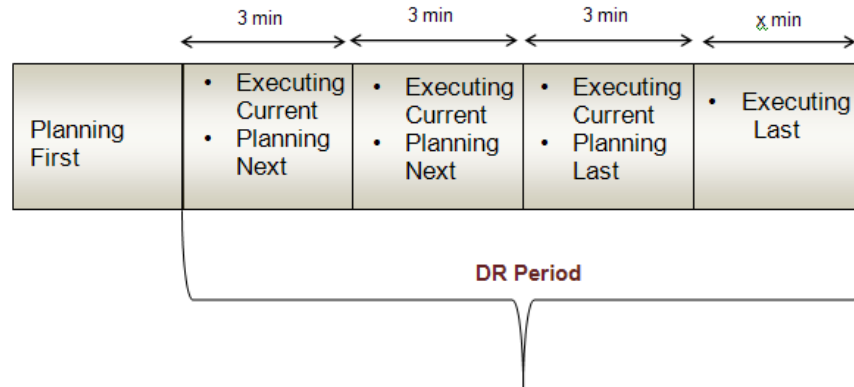 3 min
3 min
3 min
x min
Planning
First
• Executing
Current
• Planning
Next
• Executing
Current
• Planning
Next
• Executing
Current
• Planning
Last
• Executing
Last
DR Period